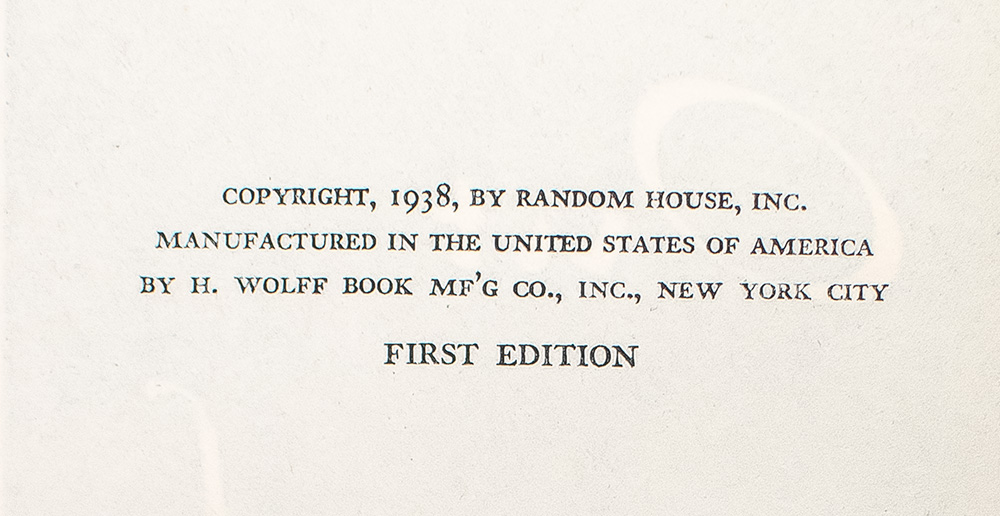 COPYRIGHT, 1938, BY RANDOM HOUSE, INC.
MANUFACTURED IN THE UNITED STATES OF AMERICA
BY H. WOLFF BOOK MF'G CO., INC., NEW YORK CITY
FIRST EDITION